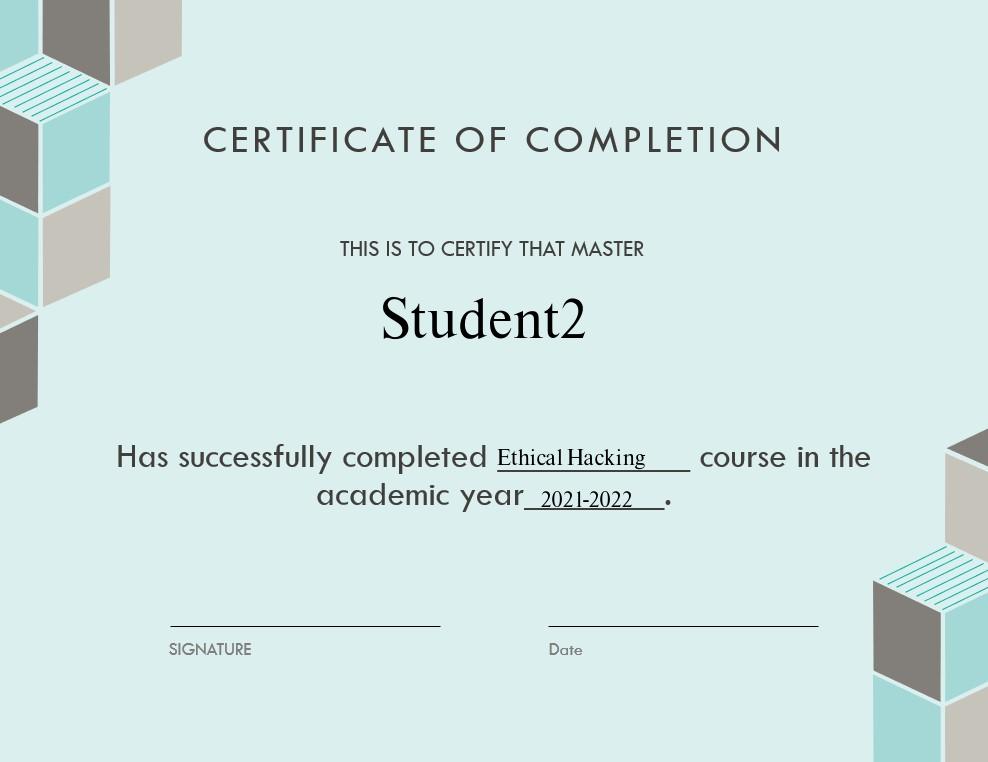 CERTIFICATE OF COMPLETION
THIS IS TO CERTIFY THAT MASTER
Student2
Has successfully completed Ethical Hacking course in the
academic year 2021-2022.
SIGNATURE Date